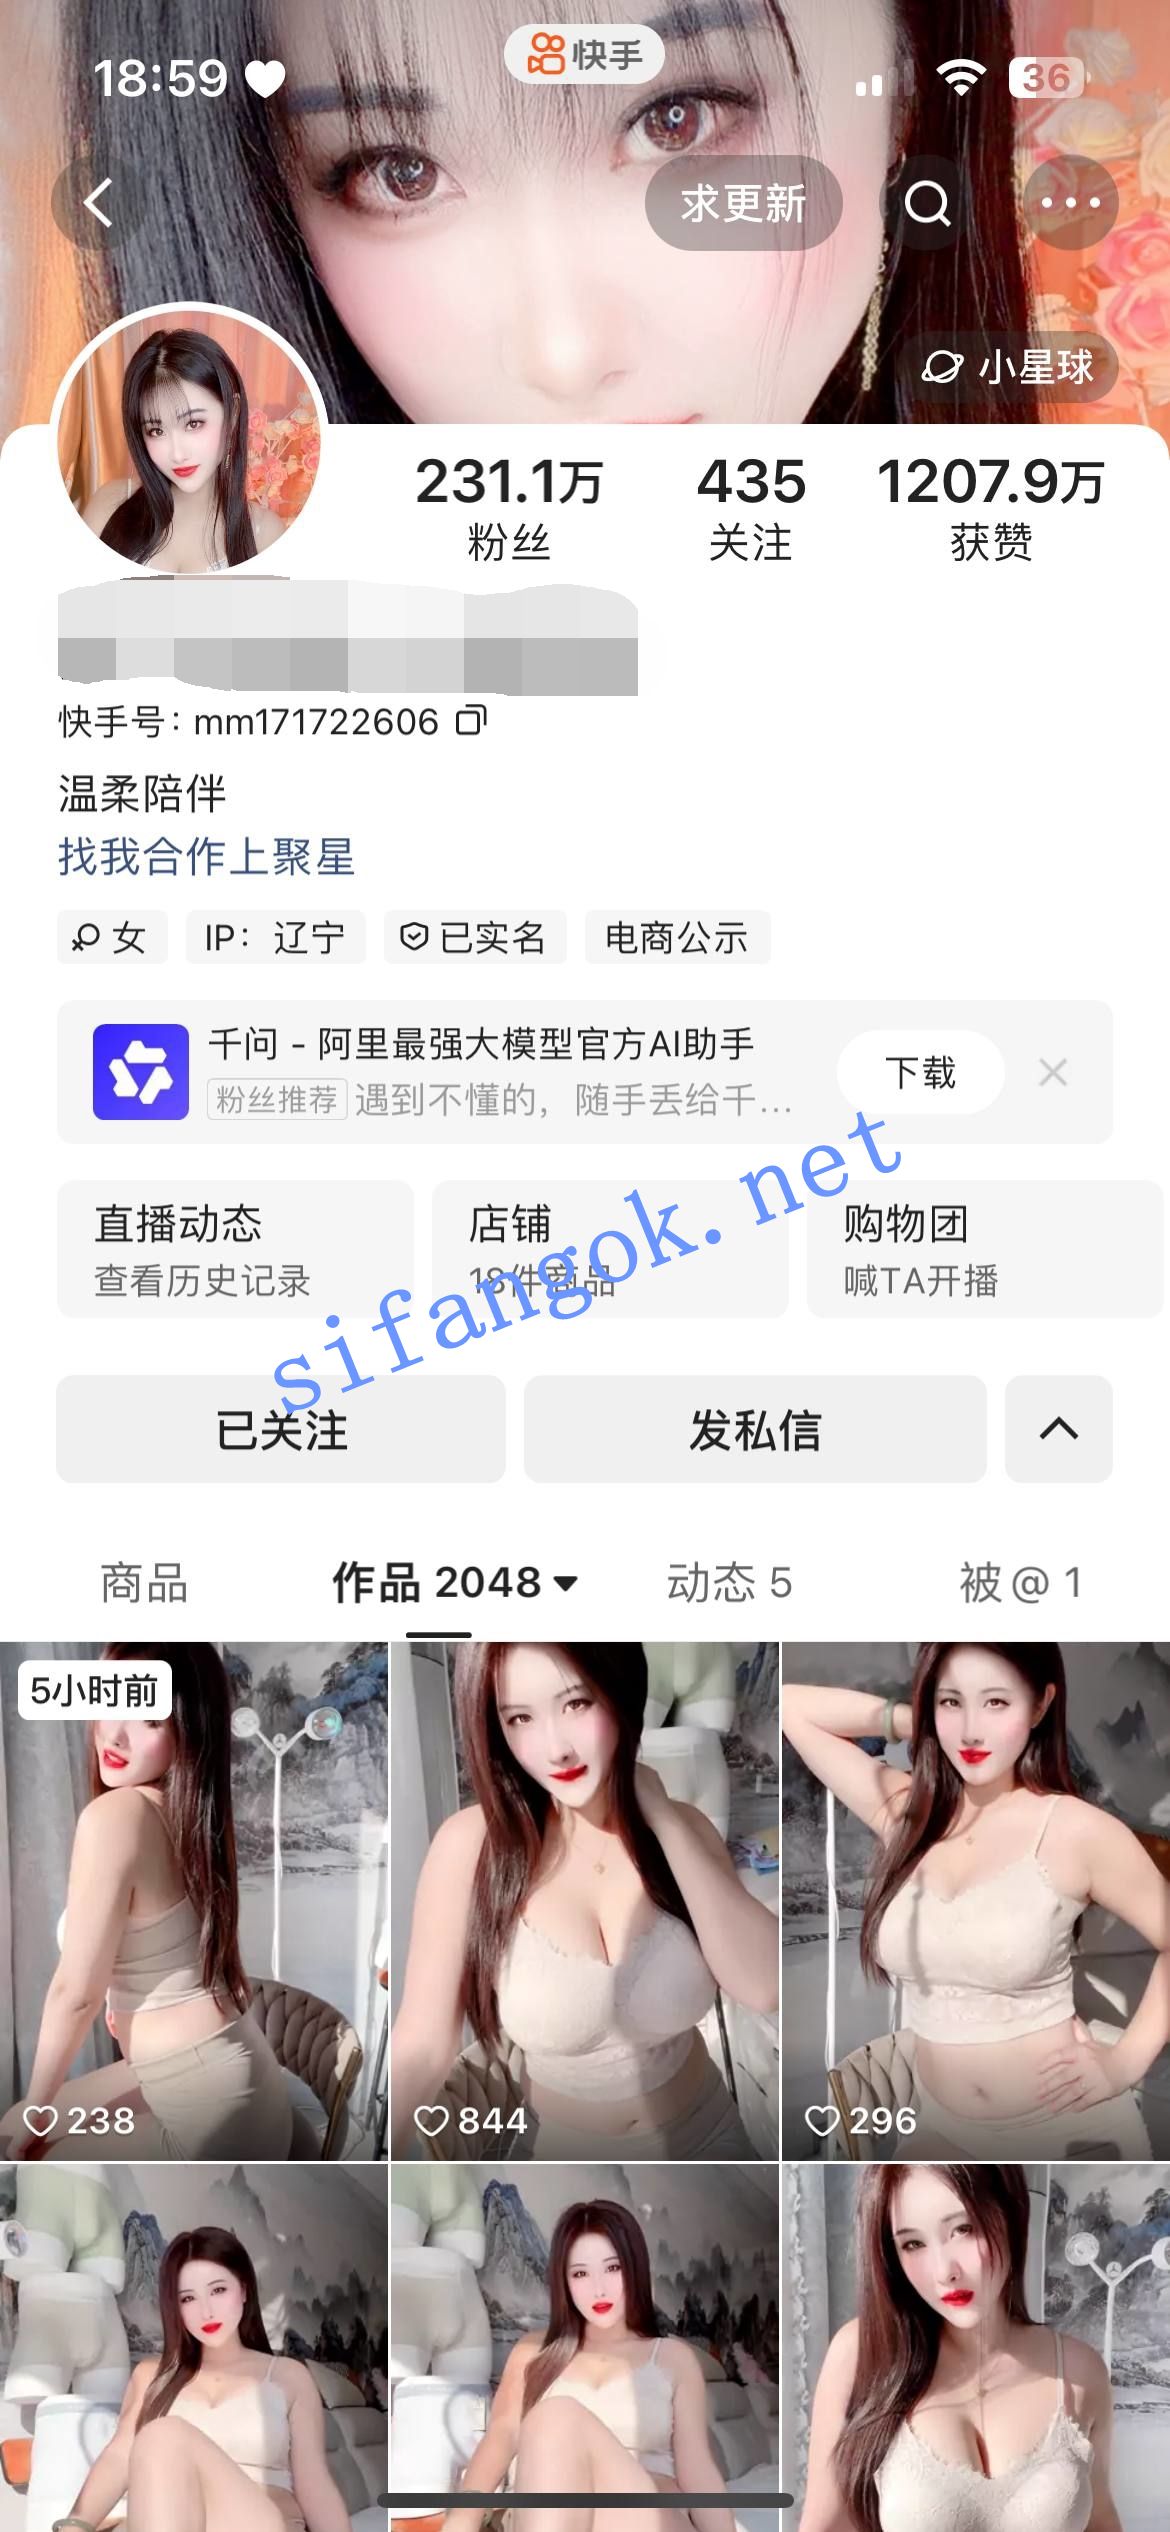 18:59
快手
36
求更新
小星球
231.1万 435 1207.9万
粉丝 关注 获赞
快手号：mm171722606
温柔陪伴
找我合作上聚星
女 IP：辽宁 已实名 电商公示
千问 - 阿里最强大模型官方AI助手
粉丝推荐 遇到不懂的，随手丢给千...
下载
直播动态 店铺 购物团
查看历史记录 18件商品 喊TA开播
sifangok.net
已关注 发私信
商品 作品 2048 动态 5 被@ 1
5小时前
238 844 296